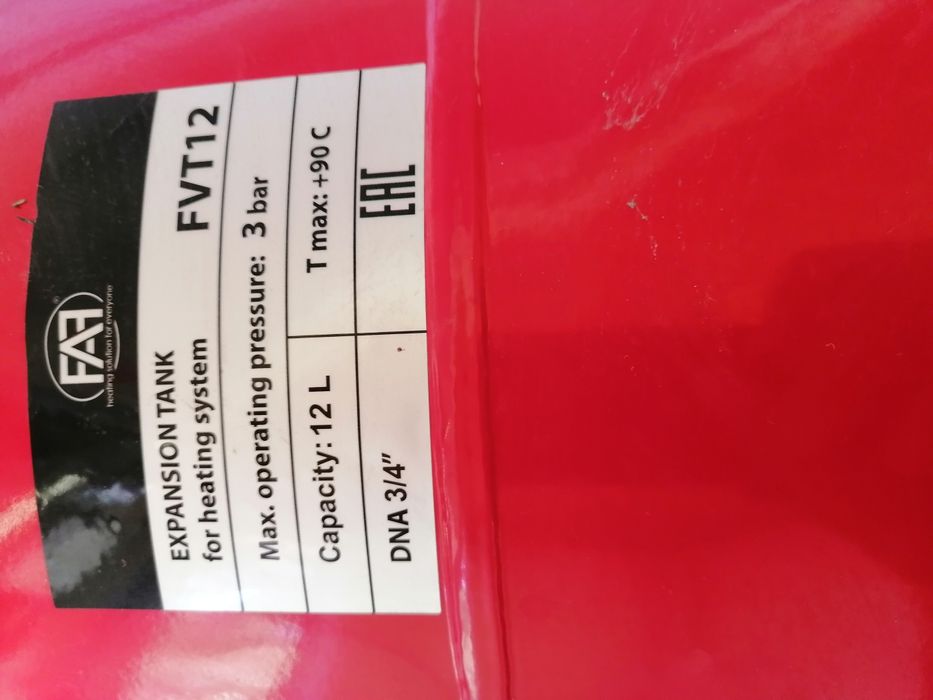 FAF®
heating solution for everyone
EXPANSION TANK
for heating system FVT12
Max. operating pressure: 3 bar
Capacity: 12 L T max: +90 C
DNA 3/4” EAC